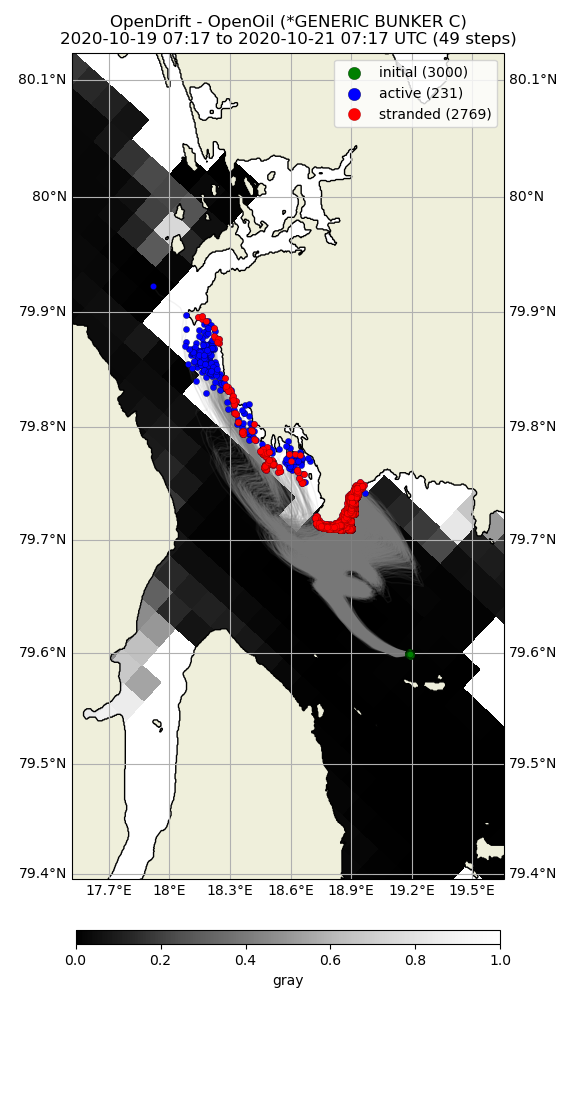 OpenDrift - OpenOil (*GENERIC BUNKER C)
2020-10-19 07:17 to 2020-10-21 07:17 UTC (49 steps)
initial (3000)
active (231)
stranded (2769)
80.1°N 80.1°N
80°N 80°N
79.9°N 79.9°N
79.8°N 79.8°N
79.7°N 79.7°N
79.6°N 79.6°N
79.5°N 79.5°N
79.4°N 79.4°N
17.7°E 18°E 18.3°E 18.6°E 18.9°E 19.2°E 19.5°E
0.0 0.2 0.4 0.6 0.8 1.0
gray